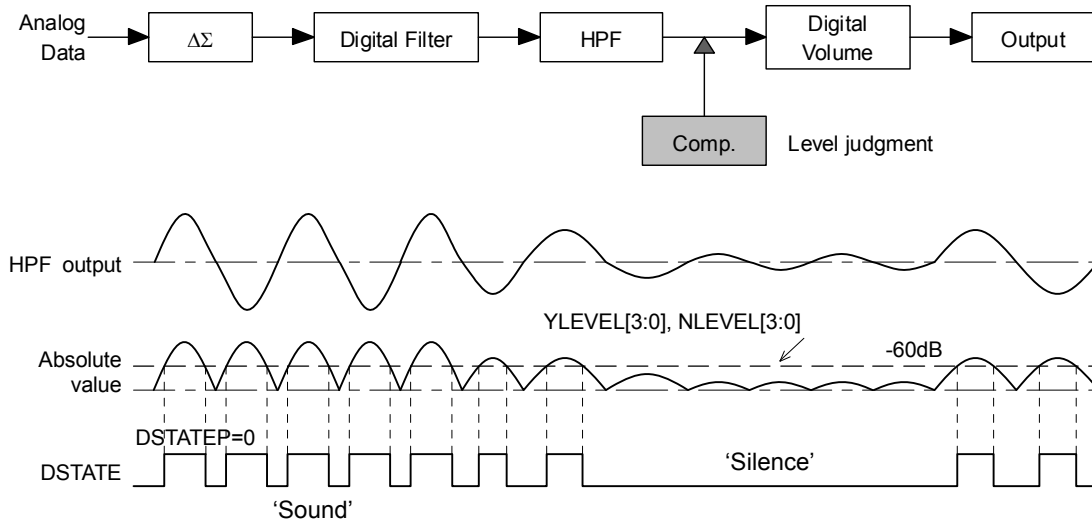 Analog
Data
ΔΣ
Digital Filter
HPF
Digital
Volume
Output
Comp.
Level judgment
HPF output
YLEVEL[3:0], NLEVEL[3:0]
Absolute
value
-60dB
DSTATEP=0
DSTATE
‘Silence’
‘Sound’